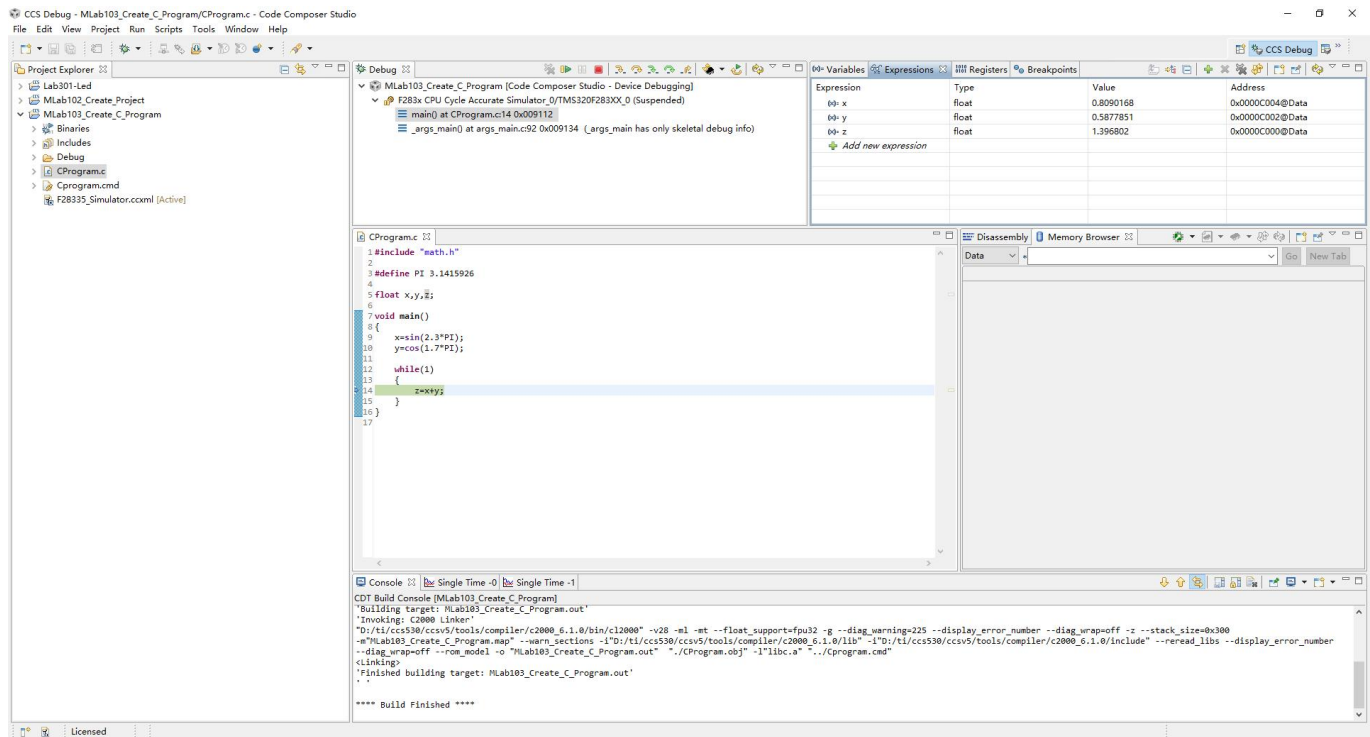 CCS Debug - MLab103_Create_C_Program/CProgram.c - Code Composer Studio
File Edit View Project Run Scripts Tools Window Help
CCS Debug
Project Explorer
Lab301-Led
MLab102_Create_Project
MLab103_Create_C_Program
Binaries
Includes
Debug
CProgram.c
Cprogram.cmd
F28335_Simulator.ccxml [Active]
Debug
MLab103_Create_C_Program [Code Composer Studio - Device Debugging]
F283x CPU Cycle Accurate Simulator_0/TMS320F283XX_0 (Suspended)
main() at CProgram.c:14 0x009112
_args_main() at args_main.c:92 0x009134 (_args_main has only skeletal debug info)
Variables Expressions Registers Breakpoints
Expression Type Value Address
(x)= x float 0.8090168 0x0000C004@Data
(x)= y float 0.5877851 0x0000C002@Data
(x)= z float 1.396802 0x0000C000@Data
Add new expression
CProgram.c
1 #include "math.h"
2
3 #define PI 3.1415926
4
5 float x,y,z;
6
7 void main()
8 {
9 x=sin(2.3*PI);
10 y=cos(1.7*PI);
11
12 while(1)
13 {
14 z=x+y;
15 }
16 }
17
Disassembly Memory Browser
Data Go New Tab
Console Single Time -0 Single Time -1
CDT Build Console [MLab103_Create_C_Program]
'Building target: MLab103_Create_C_Program.out'
'Invoking: C2000 Linker'
"D:/ti/ccs530/ccsv5/tools/compiler/c2000_6.1.0/bin/cl2000" -v28 -ml -mt --float_support=fpu32 -g --diag_warning=225 --display_error_number --diag_wrap=off -z --stack_size=0x300
-m"MLab103_Create_C_Program.map" --warn_sections -i"D:/ti/ccs530/ccsv5/tools/compiler/c2000_6.1.0/lib" -i"D:/ti/ccs530/ccsv5/tools/compiler/c2000_6.1.0/include" --reread_libs --display_error_number
--diag_wrap=off --rom_model -o "MLab103_Create_C_Program.out" "./CProgram.obj" -l"libc.a" "../Cprogram.cmd"
<Linking>
'Finished building target: MLab103_Create_C_Program.out'
' '
**** Build Finished ****
Licensed